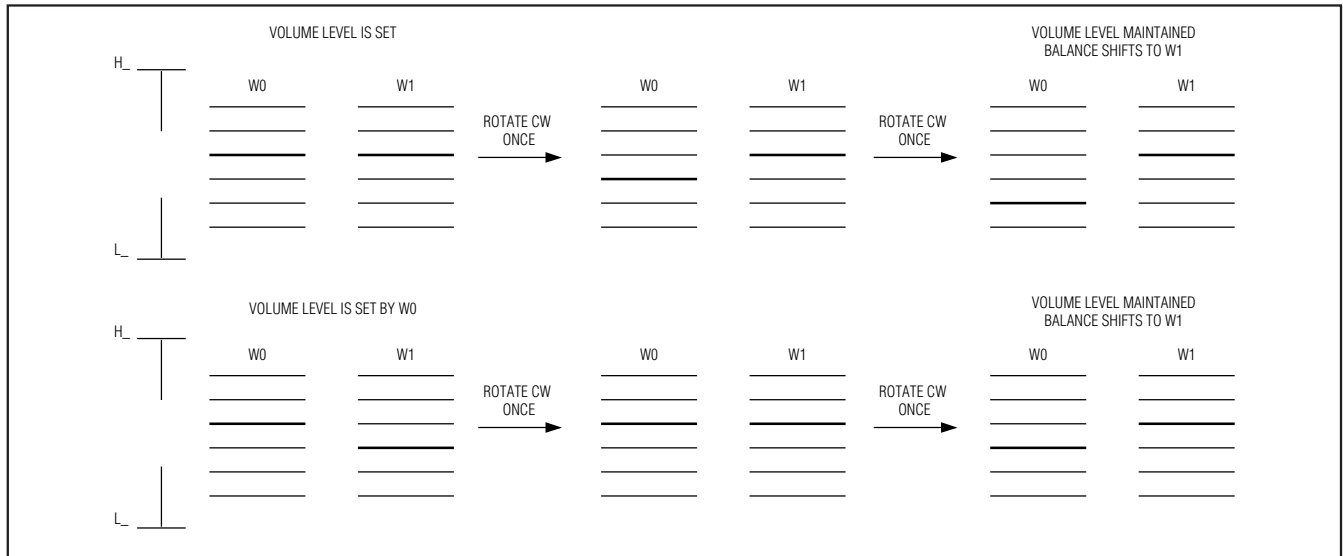 VOLUME LEVEL IS SET
VOLUME LEVEL MAINTAINED
BALANCE SHIFTS TO W1
H_
W0
W1
W0
W1
W0
W1
ROTATE CW
ONCE
ROTATE CW
ONCE
L_
VOLUME LEVEL IS SET BY W0
VOLUME LEVEL MAINTAINED
BALANCE SHIFTS TO W1
H_
W0
W1
W0
W1
W0
W1
ROTATE CW
ONCE
ROTATE CW
ONCE
L_